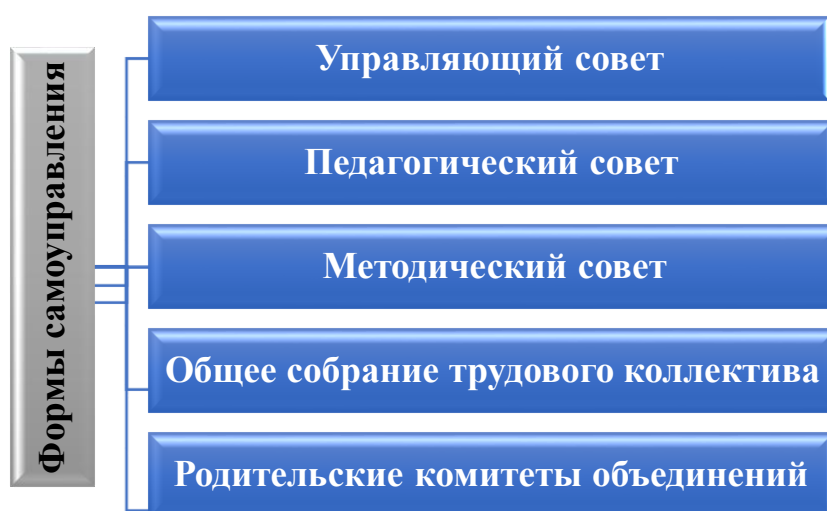 Формы самоуправления
Управляющий совет
Педагогический совет
Методический совет
Общее собрание трудового коллектива
Родительские комитеты объединений